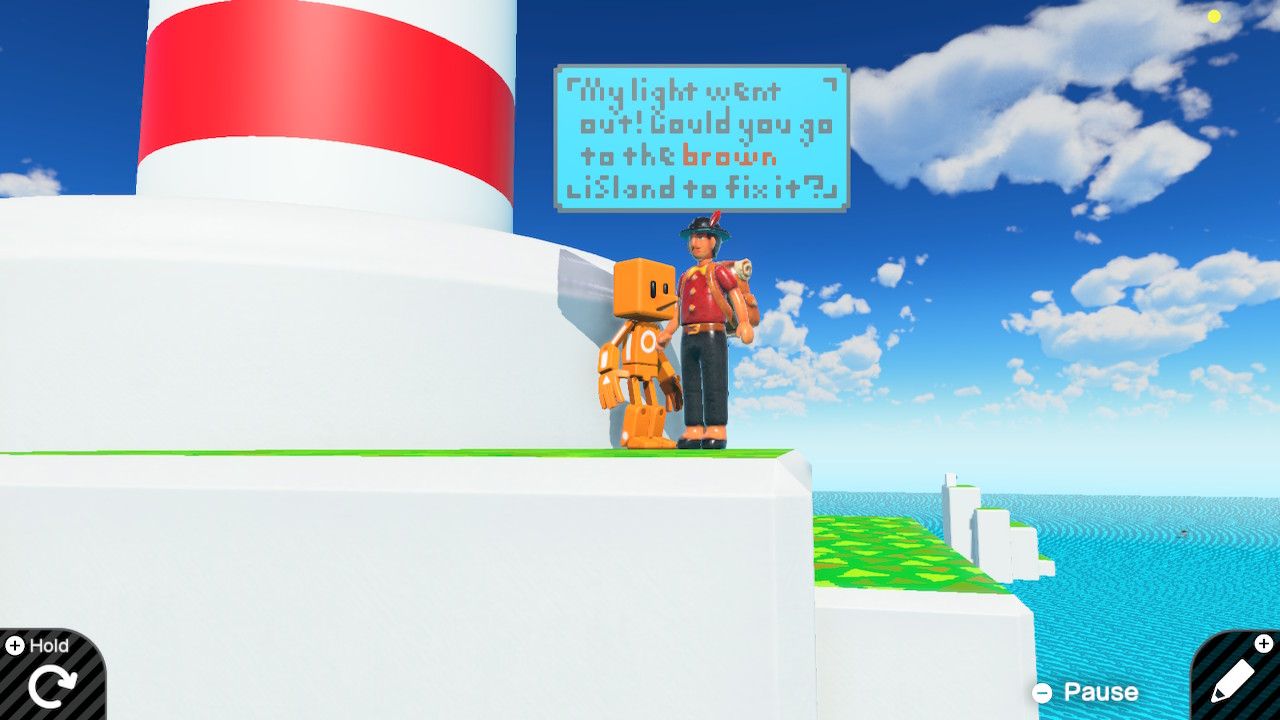 「My light went
out! Could you go
to the brown
island to fix it?」
Hold
Pause